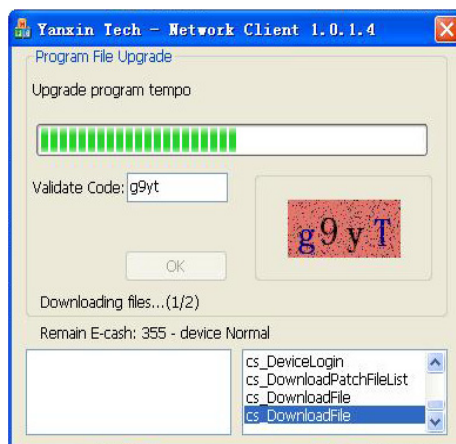 Yanxin Tech - Network Client 1.0.1.4
Program File Upgrade
Upgrade program tempo
Validate Code: g9yt
g9yT
OK
Downloading files...(1/2)
Remain E-cash: 355 - device Normal
cs_DeviceLogin
cs_DownloadPatchFileList
cs_DownloadFile
cs_DownloadFile